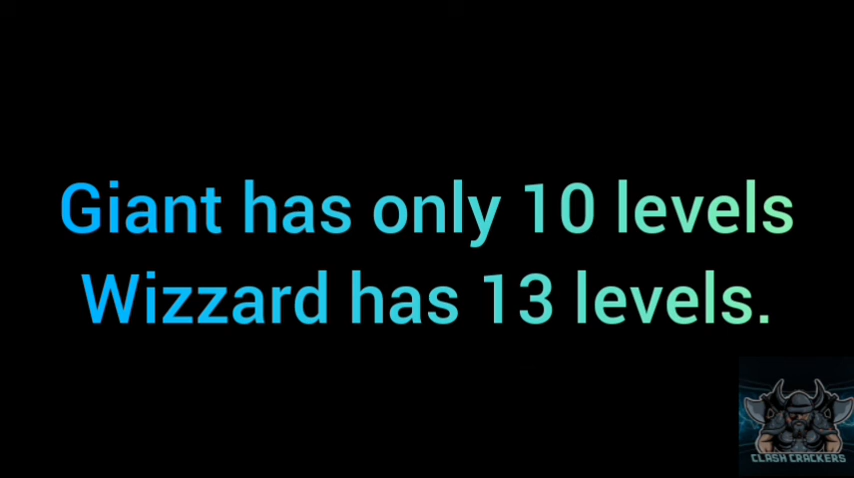 Giant has only 10 levels
Wizzard has 13 levels.
CLASH CRACKERS